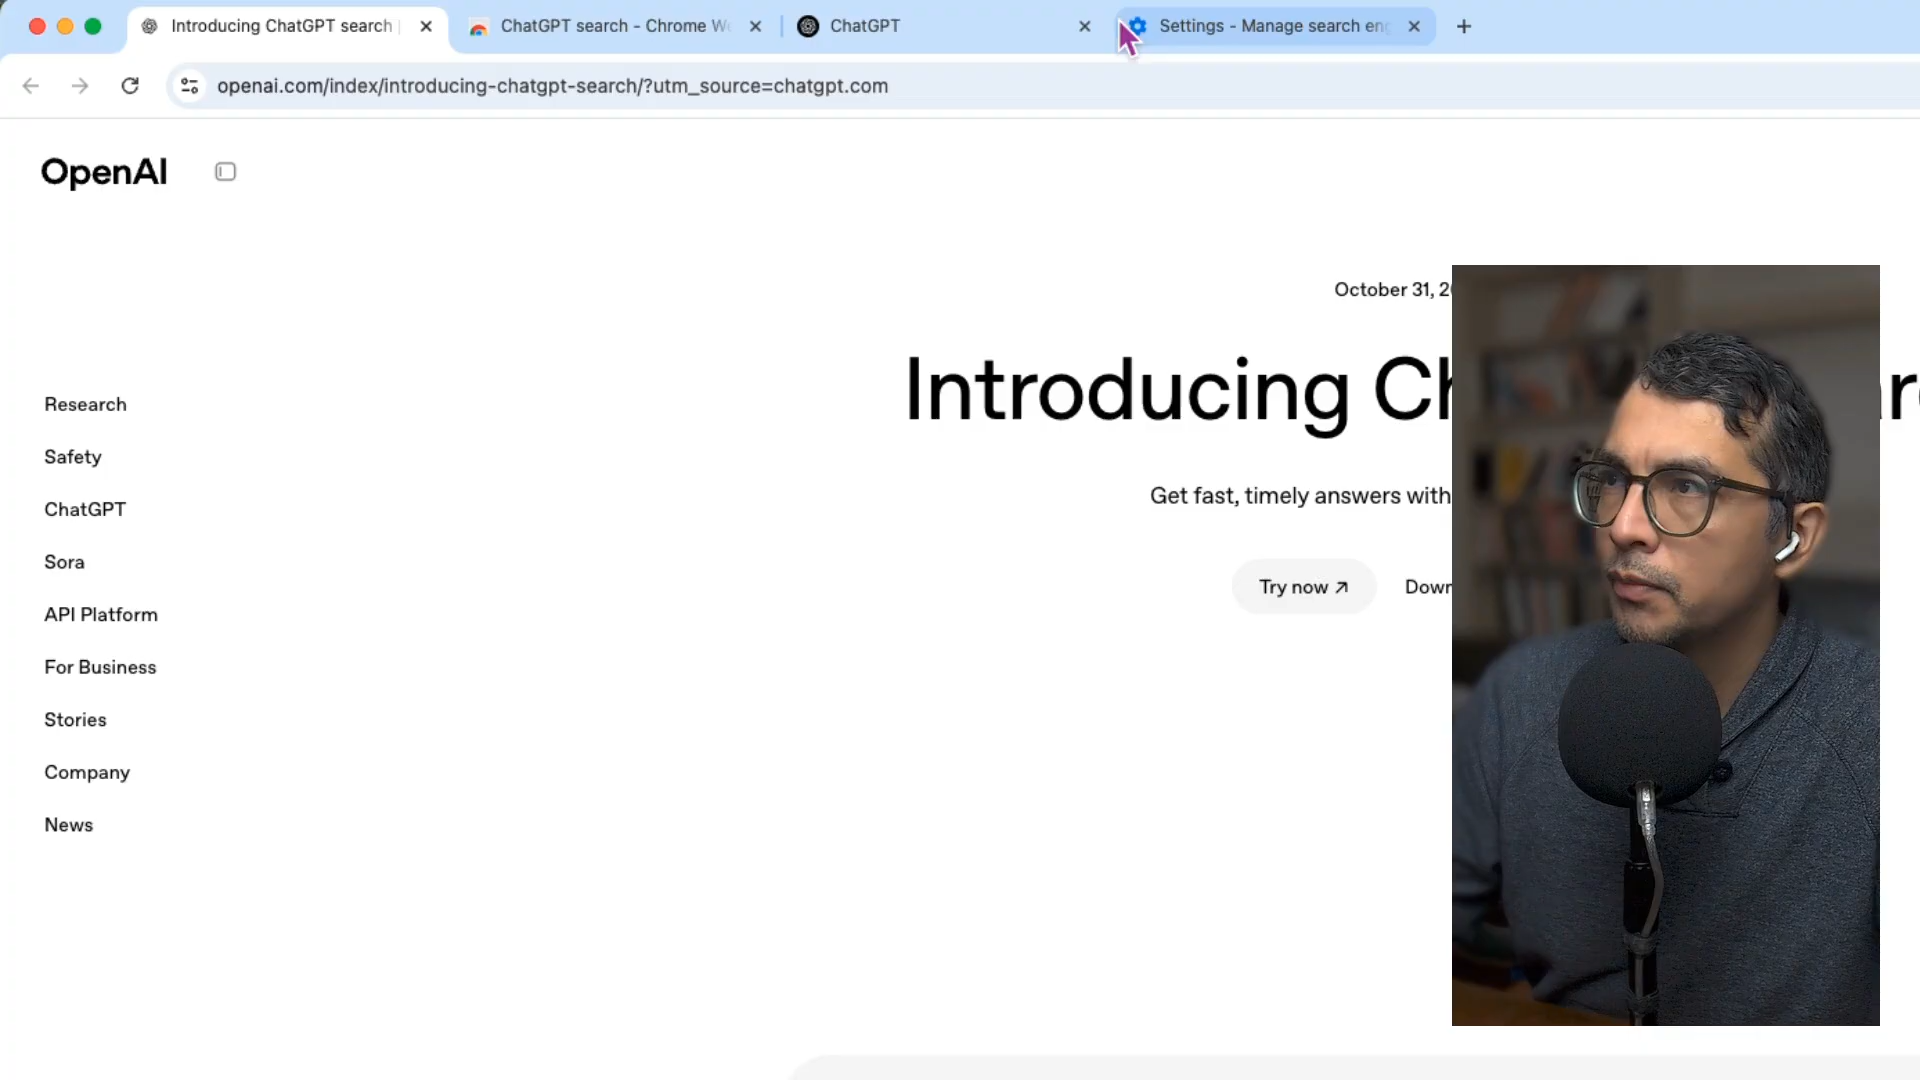 Introducing ChatGPT search
ChatGPT search - Chrome We
ChatGPT
Settings - Manage search eng
openai.com/index/introducing-chatgpt-search/?utm_source=chatgpt.com
OpenAI
October 31, 2
Introducing Ch
Get fast, timely answers with
Try now ↗
Research
Safety
ChatGPT
Sora
API Platform
For Business
Stories
Company
News